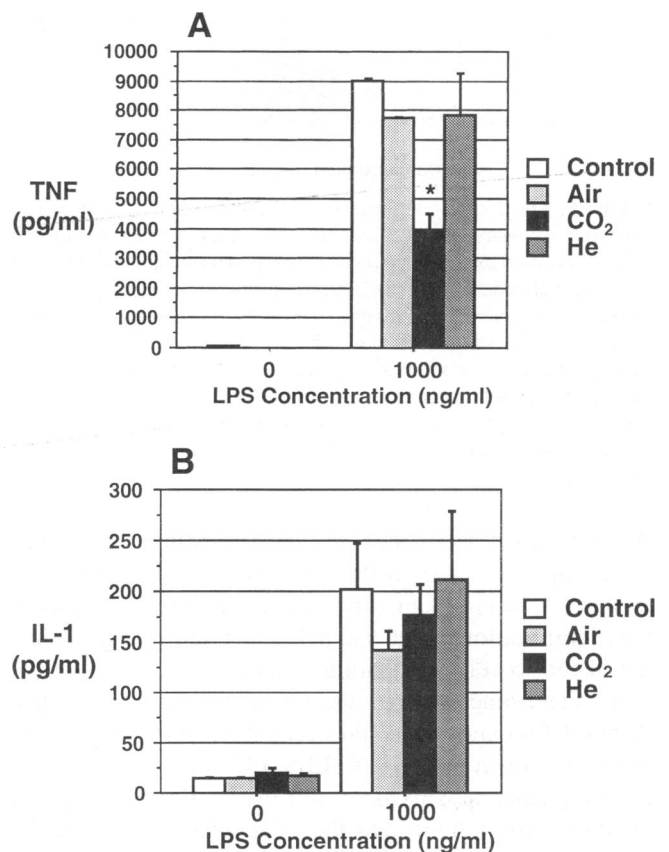 A
10000
9000
8000
7000
6000
5000
4000
3000
2000
1000
0
TNF
(pg/ml)
*
0
1000
LPS Concentration (ng/ml)
Control
Air
CO₂
He
B
300
250
200
150
100
50
0
IL-1
(pg/ml)
0
1000
LPS Concentration (ng/ml)
Control
Air
CO₂
He